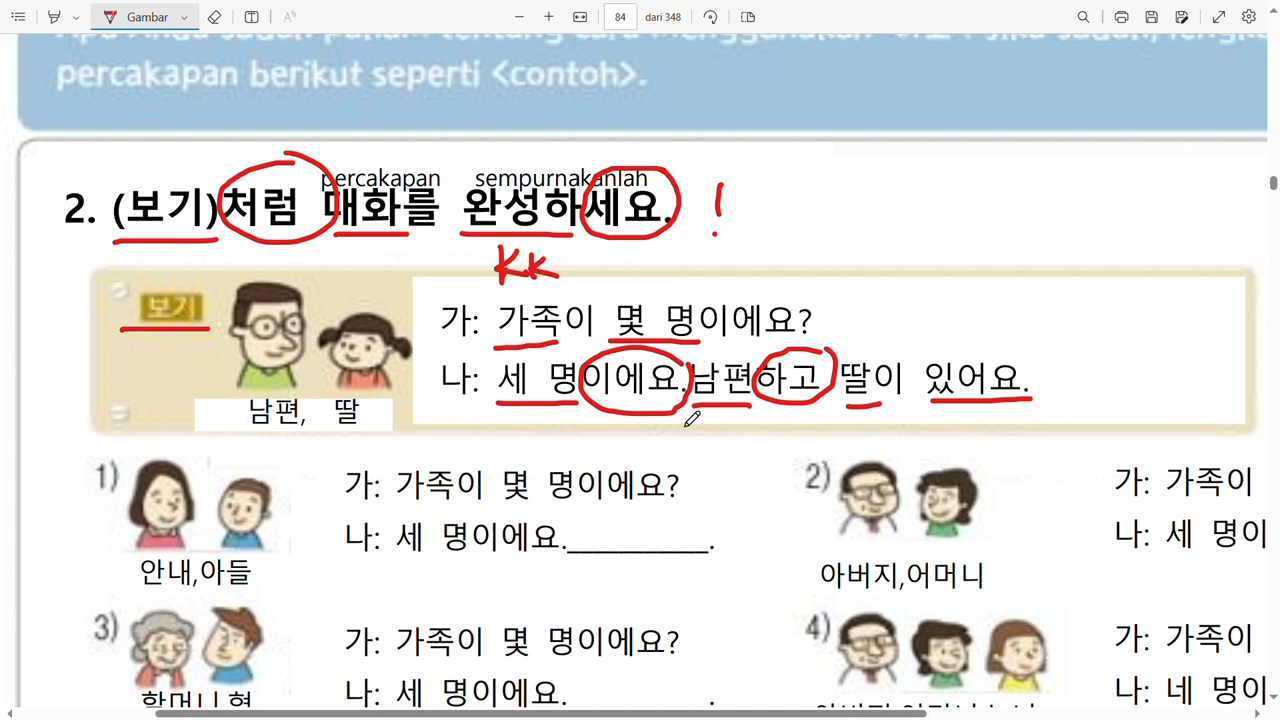 Gambar
84 dari 348
percakapan berikut seperti <contoh>.
percakapan sempurnakanlah
2. (보기)처럼 대화를 완성하세요. !
KK
보기
가: 가족이 몇 명이에요?
나: 세 명이에요.남편하고 딸이 있어요.
남편, 딸
1)
가: 가족이 몇 명이에요?
나: 세 명이에요.__________.
안내,아들
2)
가: 가족이
나: 세 명이
아버지,어머니
3)
가: 가족이 몇 명이에요?
나: 세 명이에요. .
할머니,형
4)
가: 가족이
나: 네 명이